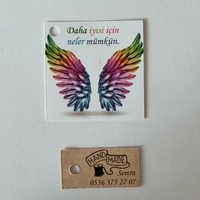 Daha iyisi için
neler mümkün.
HAND
MADE
Semra
0536 375 27 07